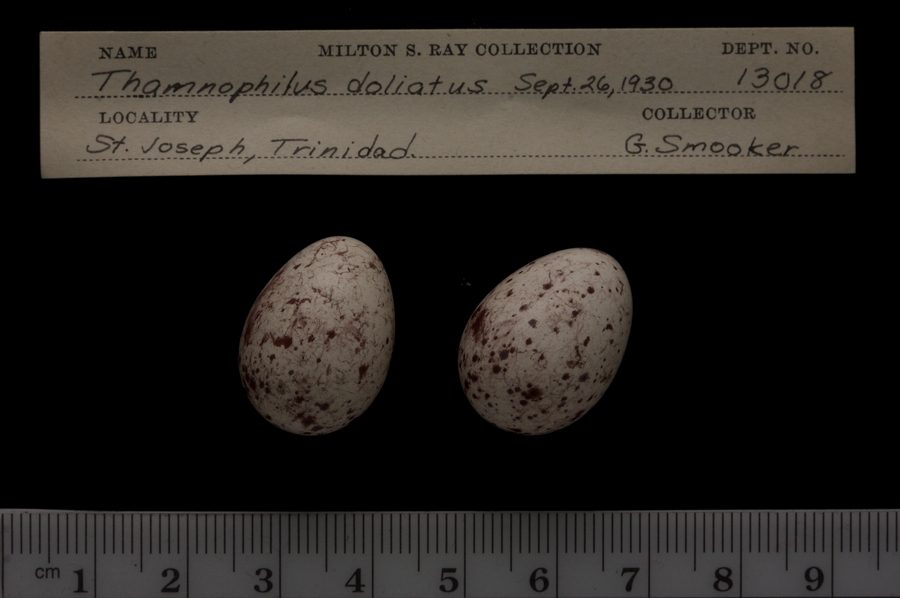 NAME MILTON S. RAY COLLECTION DEPT. NO.
Thamnophilus doliatus Sept. 26, 1930 13018
LOCALITY COLLECTOR
St. Joseph, Trinidad. G. Smooker
cm 1 2 3 4 5 6 7 8 9